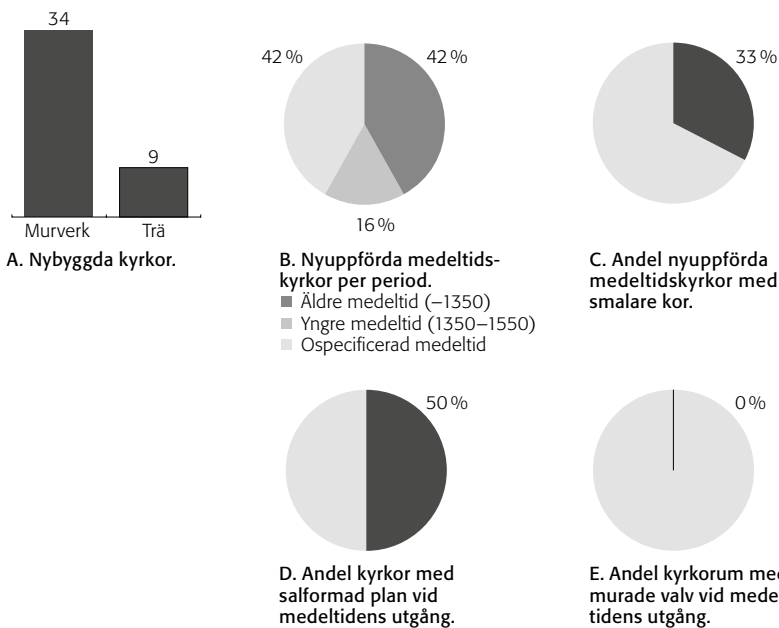 34
9
Murverk Trä
A. Nybyggda kyrkor.
42 % 42 %
16 %
B. Nyuppförda medeltids-
kyrkor per period.
Äldre medeltid (–1350)
Yngre medeltid (1350–1550)
Ospecificerad medeltid
33 %
C. Andel nyuppförda
medeltidskyrkor med
smalare kor.
50 %
D. Andel kyrkor med
salformad plan vid
medeltidens utgång.
0 %
E. Andel kyrkorum
murade valv vid
tidens utgång.